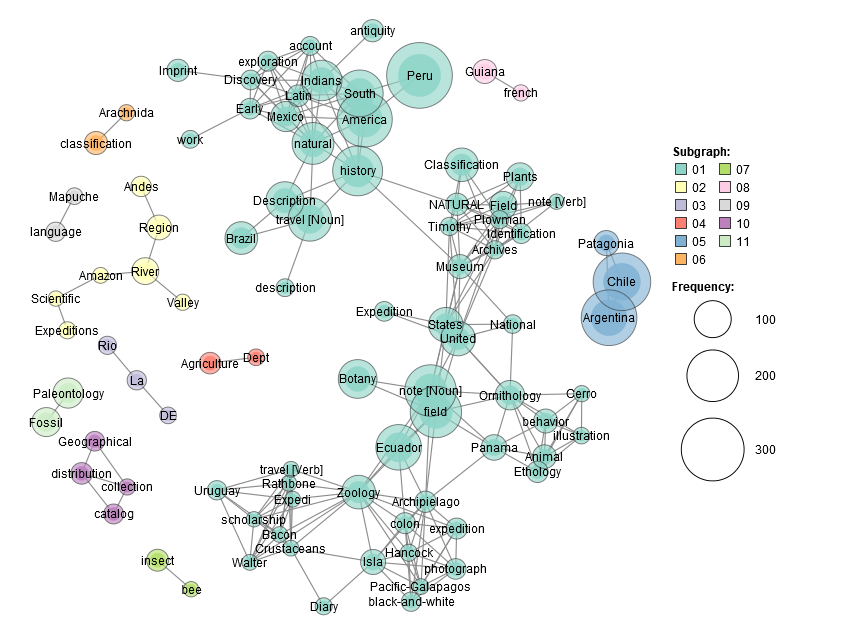 antiquity
account
exploration
Imprint
Discovery
Indians
South
Peru
Guiana
french
Latin
Early
Mexico
America
Arachnida
classification
work
natural
history
Classification
Plants
Mapuche
Andes
language
Region
Description
travel [Noun]
Brazil
NATURAL
Field
note [Verb]
Plowman
Timothy
Identification
Archives
Museum
Patagonia
Chile
Argentina
Amazon
River
Scientific
Valley
Expeditions
description
Expedition
States
National
United
Rio
Agriculture
Dept
La
DE
Botany
note [Noun]
field
Ornithology
Cerro
behavior
illustration
Paleontology
Fossil
Geographical
distribution
collection
catalog
Ecuador
Panama
Animal
Ethology
travel [Verb]
Rathbone
Uruguay
Expedi
Zoology
Archipielago
scholarship
colon
expedition
Bacon
Crustaceans
Walter
Isla
Hancock
photograph
Pacific-Galapagos
black-and-white
Diary
insect
bee
Subgraph:
01 07
02 08
03 09
04 10
05 11
06
Frequency:
100
200
300